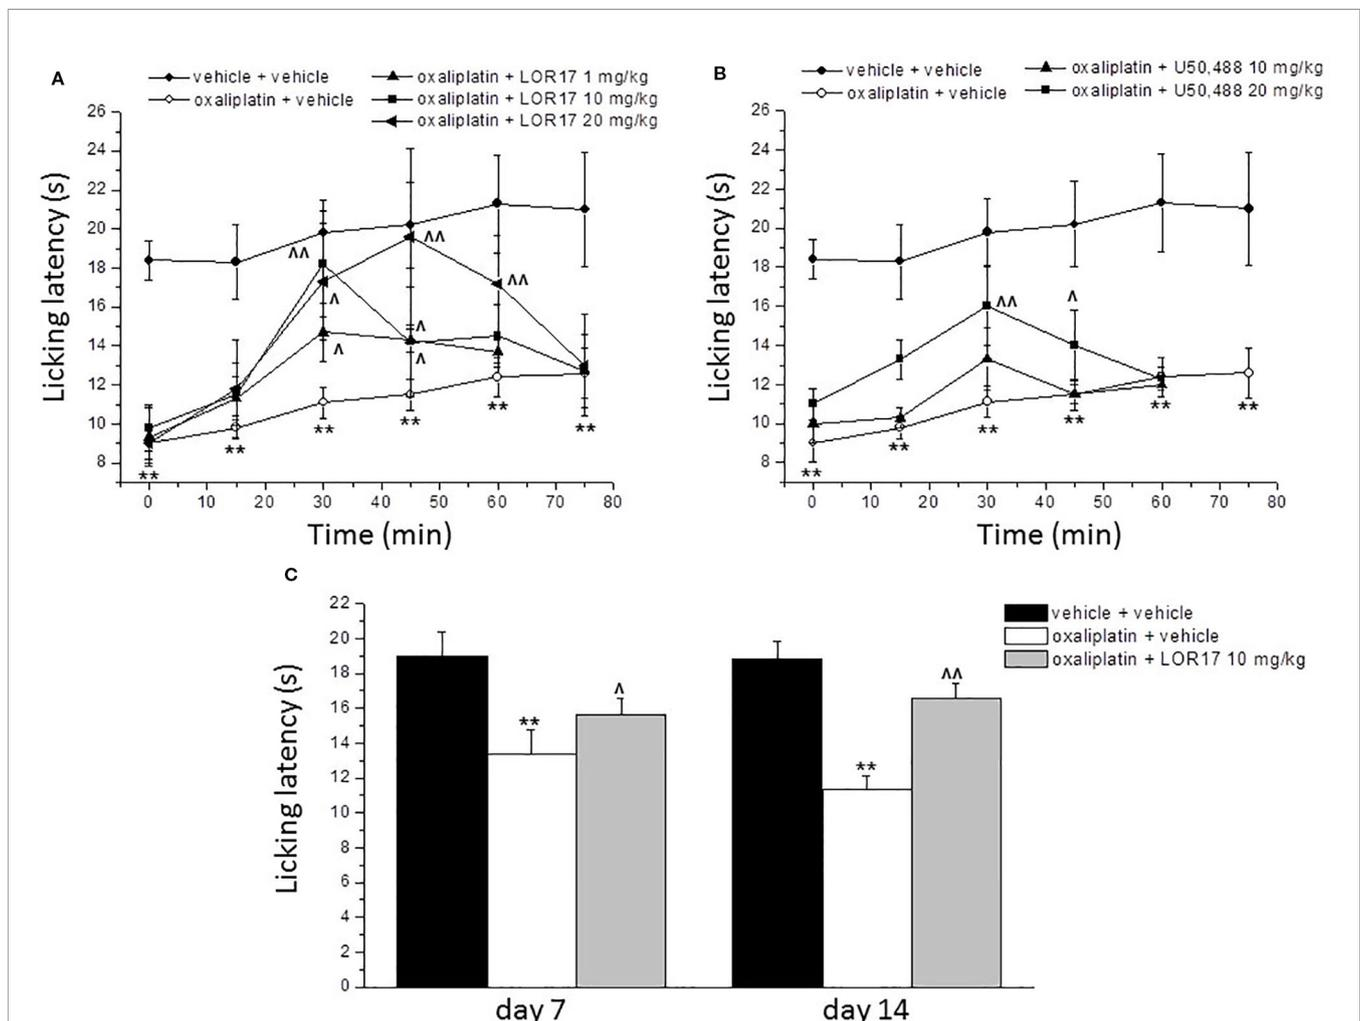 A
vehicle + vehicle
oxaliplatin + vehicle
oxaliplatin + LOR17 1 mg/kg
oxaliplatin + LOR17 10 mg/kg
oxaliplatin + LOR17 20 mg/kg
Licking latency (s)
26
24
22
20
18
16
14
12
10
8
^^
^^
^^
^
^
^
^
**
**
**
**
**
**
0 10 20 30 40 50 60 70 80
Time (min)
B
vehicle + vehicle
oxaliplatin + vehicle
oxaliplatin + U50,488 10 mg/kg
oxaliplatin + U50,488 20 mg/kg
Licking latency (s)
26
24
22
20
18
16
14
12
10
8
^^
^
**
**
**
**
**
**
0 10 20 30 40 50 60 70 80
Time (min)
C
vehicle + vehicle
oxaliplatin + vehicle
oxaliplatin + LOR17 10 mg/kg
Licking latency (s)
22
20
18
16
14
12
10
8
6
4
2
0
**
^
**
^^
day 7 day 14